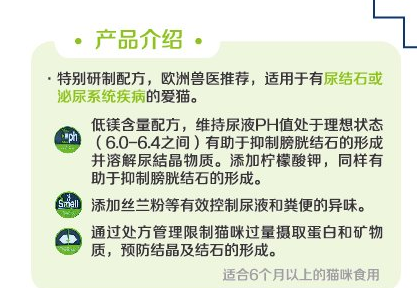 • 产品介绍 •
· 特别研制配方，欧洲兽医推荐，适用于有尿结石或
泌尿系统疾病的爱猫。
ph
低镁含量配方，维持尿液PH值处于理想状态
（6.0-6.4之间）有助于抑制膀胱结石的形成
并溶解尿结晶物质。添加柠檬酸钾，同样有
助于抑制膀胱结石的形成。
Smell
添加丝兰粉等有效控制尿液和粪便的异味。
通过处方管理限制猫咪过量摄取蛋白和矿物
质，预防结晶及结石的形成。
适合6个月以上的猫咪食用